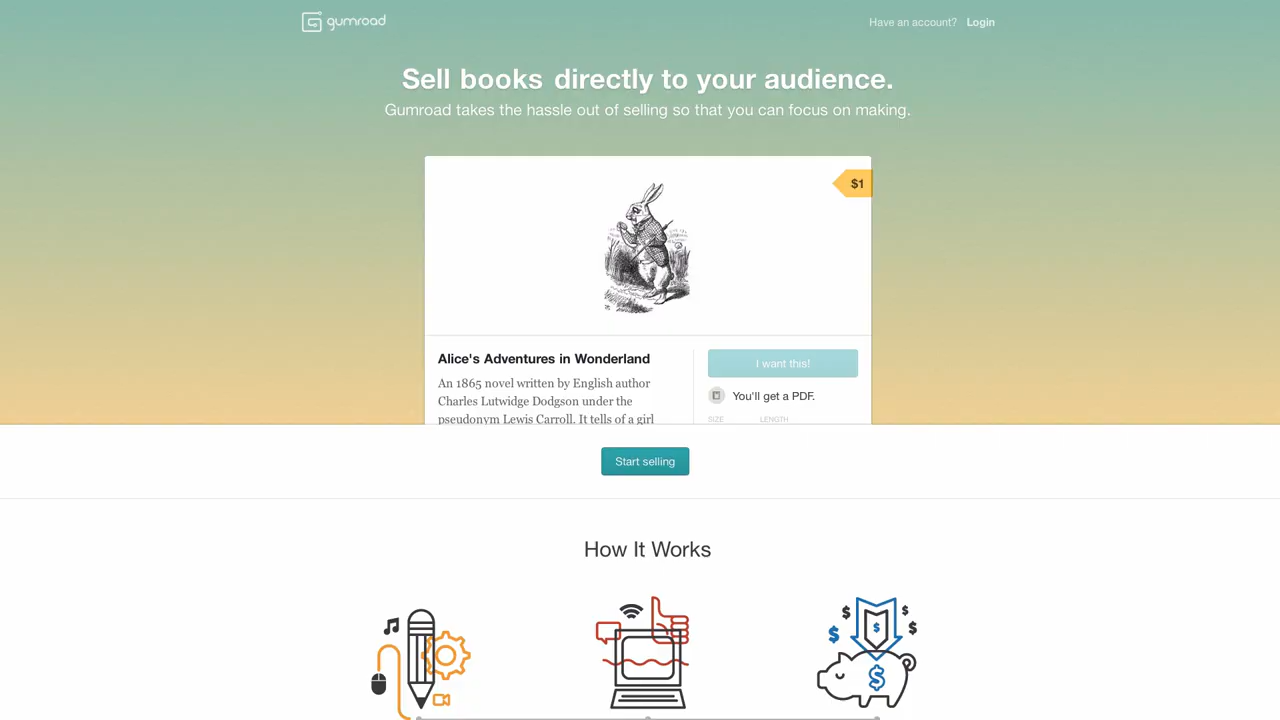 gumroad
Have an account? Login
Sell books directly to your audience.
Gumroad takes the hassle out of selling so that you can focus on making.
$1
Alice's Adventures in Wonderland
An 1865 novel written by English author
Charles Lutwidge Dodgson under the
pseudonym Lewis Carroll. It tells of a girl
I want this!
You'll get a PDF.
SIZE LENGTH
Start selling
How It Works
$ $ $ $ $
$